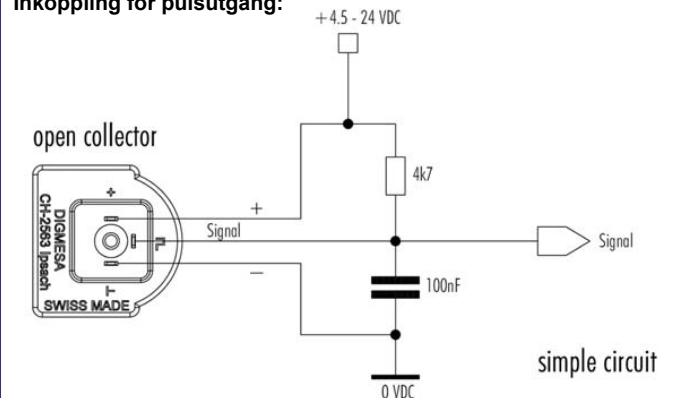 Inkoppling för pulsutgång:
+ 4.5 - 24 VDC
open collector
4k7
+
Signal
Signal
–
100nF
DIGMESA
CH-2563 Ipsach
SWISS MADE
simple circuit
0 VDC